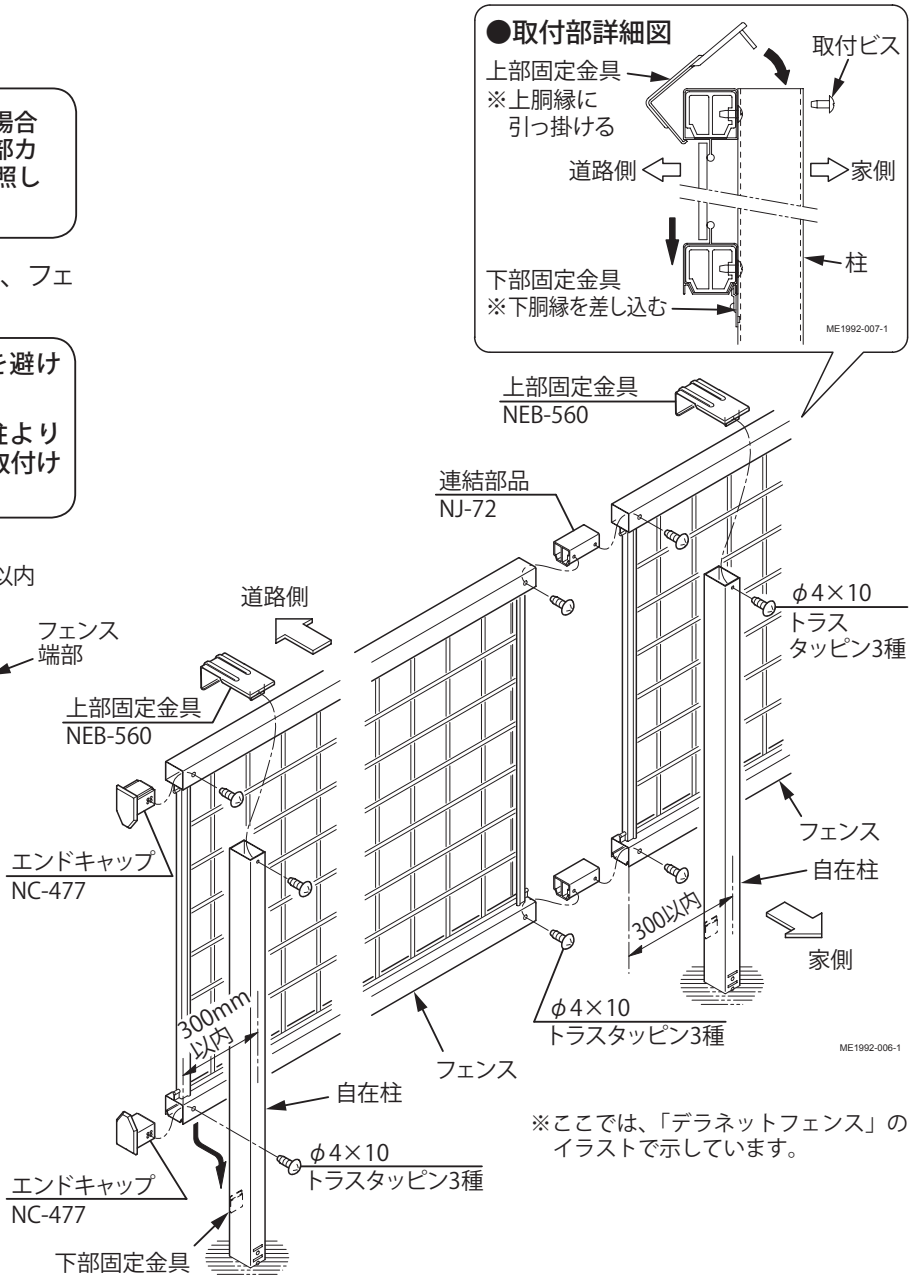 場合
部カ
照し
、フェ
を避け
柱より
取付け
以内
フェンス
端部
●取付部詳細図
上部固定金具
※上胴縁に
引っ掛ける
取付ビス
柱
道路側
家側
下部固定金具
※下胴縁を差し込む
柱
ME1992-007-1
上部固定金具
NEB-560
連結部品
NJ-72
道路側
上部固定金具
NEB-560
φ4×10
トラス
タッピン3種
エンドキャップ
NC-477
フェンス
自在柱
300以内
家側
300mm
以内
φ4×10
トラスタッピン3種
フェンス
ME1992-006-1
自在柱
※ここでは、「デラネットフェンス」の
イラストで示しています。
φ4×10
トラスタッピン3種
エンドキャップ
NC-477
下部固定金具